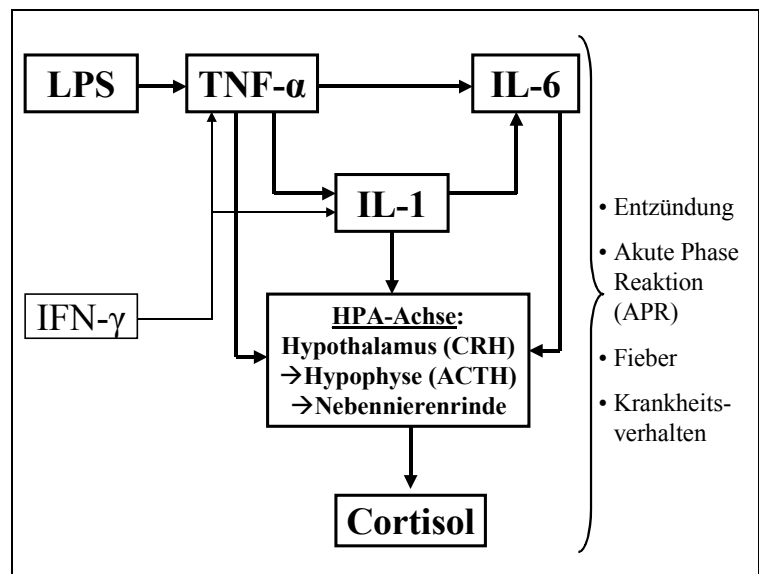 LPS
TNF-α
IL-6
IL-1
IFN-γ
HPA-Achse:
Hypothalamus (CRH)
→Hypophyse (ACTH)
→Nebennierenrinde
Cortisol
• Entzündung
• Akute Phase
Reaktion
(APR)
• Fieber
• Krankheits-
verhalten